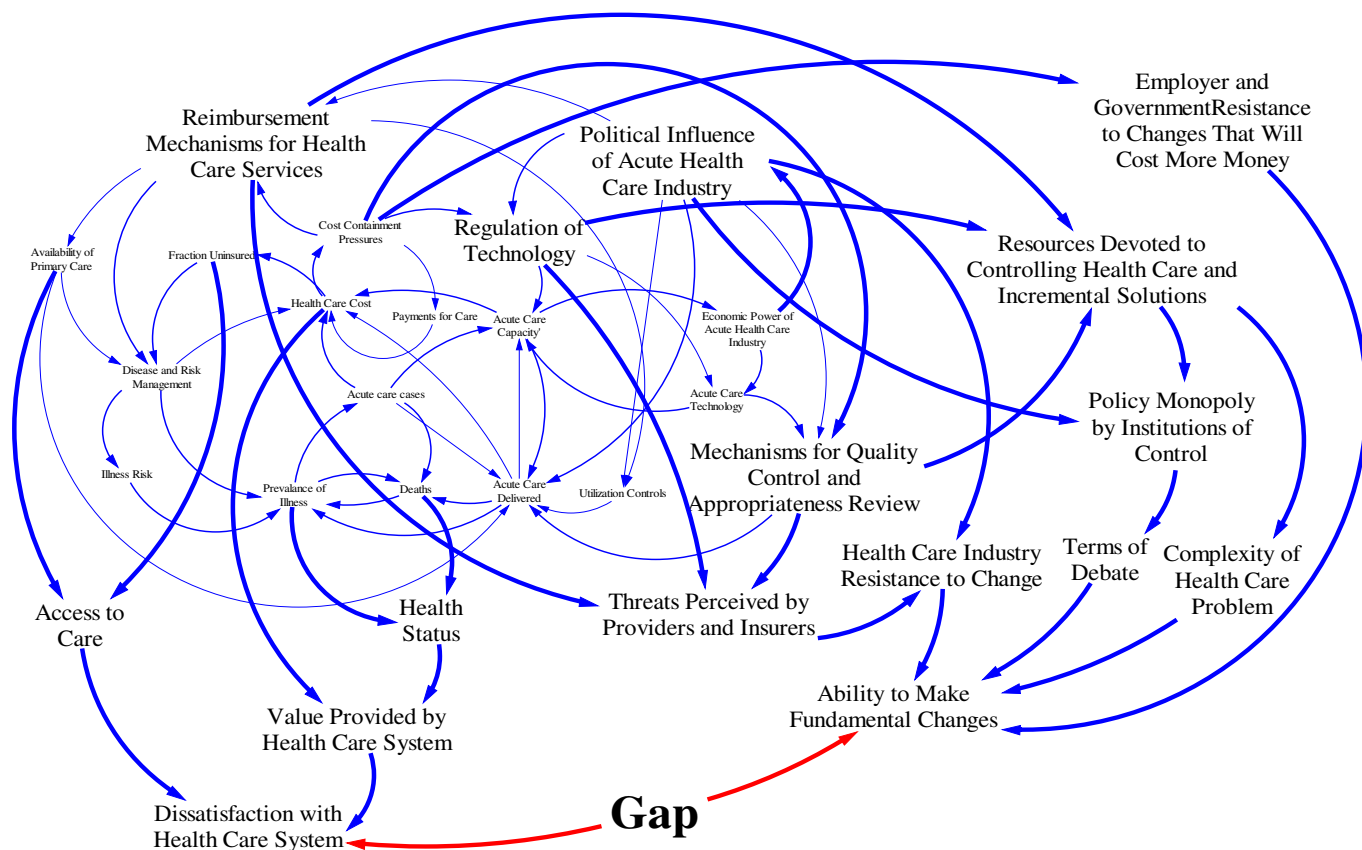 Employer and
GovernmentResistance
to Changes That Will
Cost More Money
Reimbursement
Mechanisms for Health
Care Services
Political Influence
of Acute Health
Care Industry
Cost Containment
Pressures
Regulation of
Technology
Resources Devoted to
Controlling Health Care and
Incremental Solutions
Availability of
Primary Care
Fraction Uninsured
Health Care Cost
Payments for Care
Acute Care
Capacity'
Economic Power of
Acute Health Care
Industry
Disease and Risk
Management
Acute care cases
Acute Care
Technology
Policy Monopoly
by Institutions of
Control
Mechanisms for Quality
Control and
Appropriateness Review
Illness Risk
Prevalance of
Illness
Deaths
Acute Care
Delivered
Utilization Controls
Health Care Industry
Resistance to Change
Terms of
Debate
Complexity of
Health Care
Problem
Access to
Care
Health
Status
Threats Perceived by
Providers and Insurers
Value Provided by
Health Care System
Ability to Make
Fundamental Changes
Dissatisfaction with
Health Care System
Gap